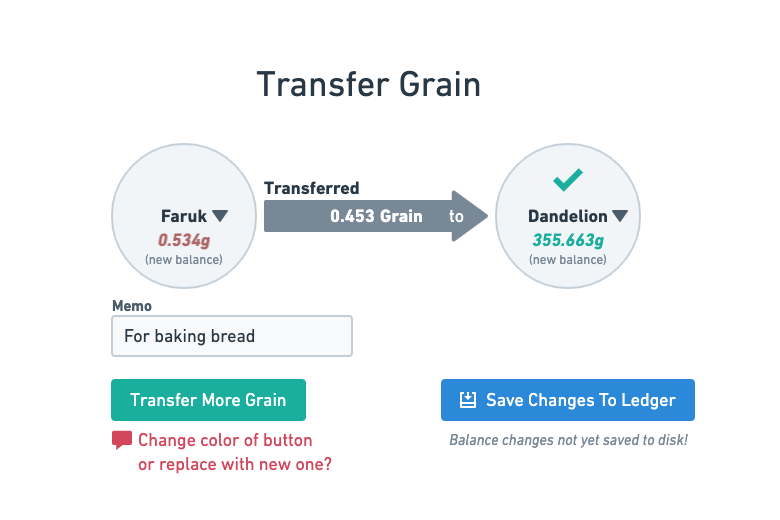 Transfer Grain
Transferred
Faruk
0.534g
(new balance)
0.453 Grain to
Dandelion
355.663g
(new balance)
Memo
For baking bread
Transfer More Grain
Save Changes To Ledger
Change color of button
or replace with new one?
Balance changes not yet saved to disk!